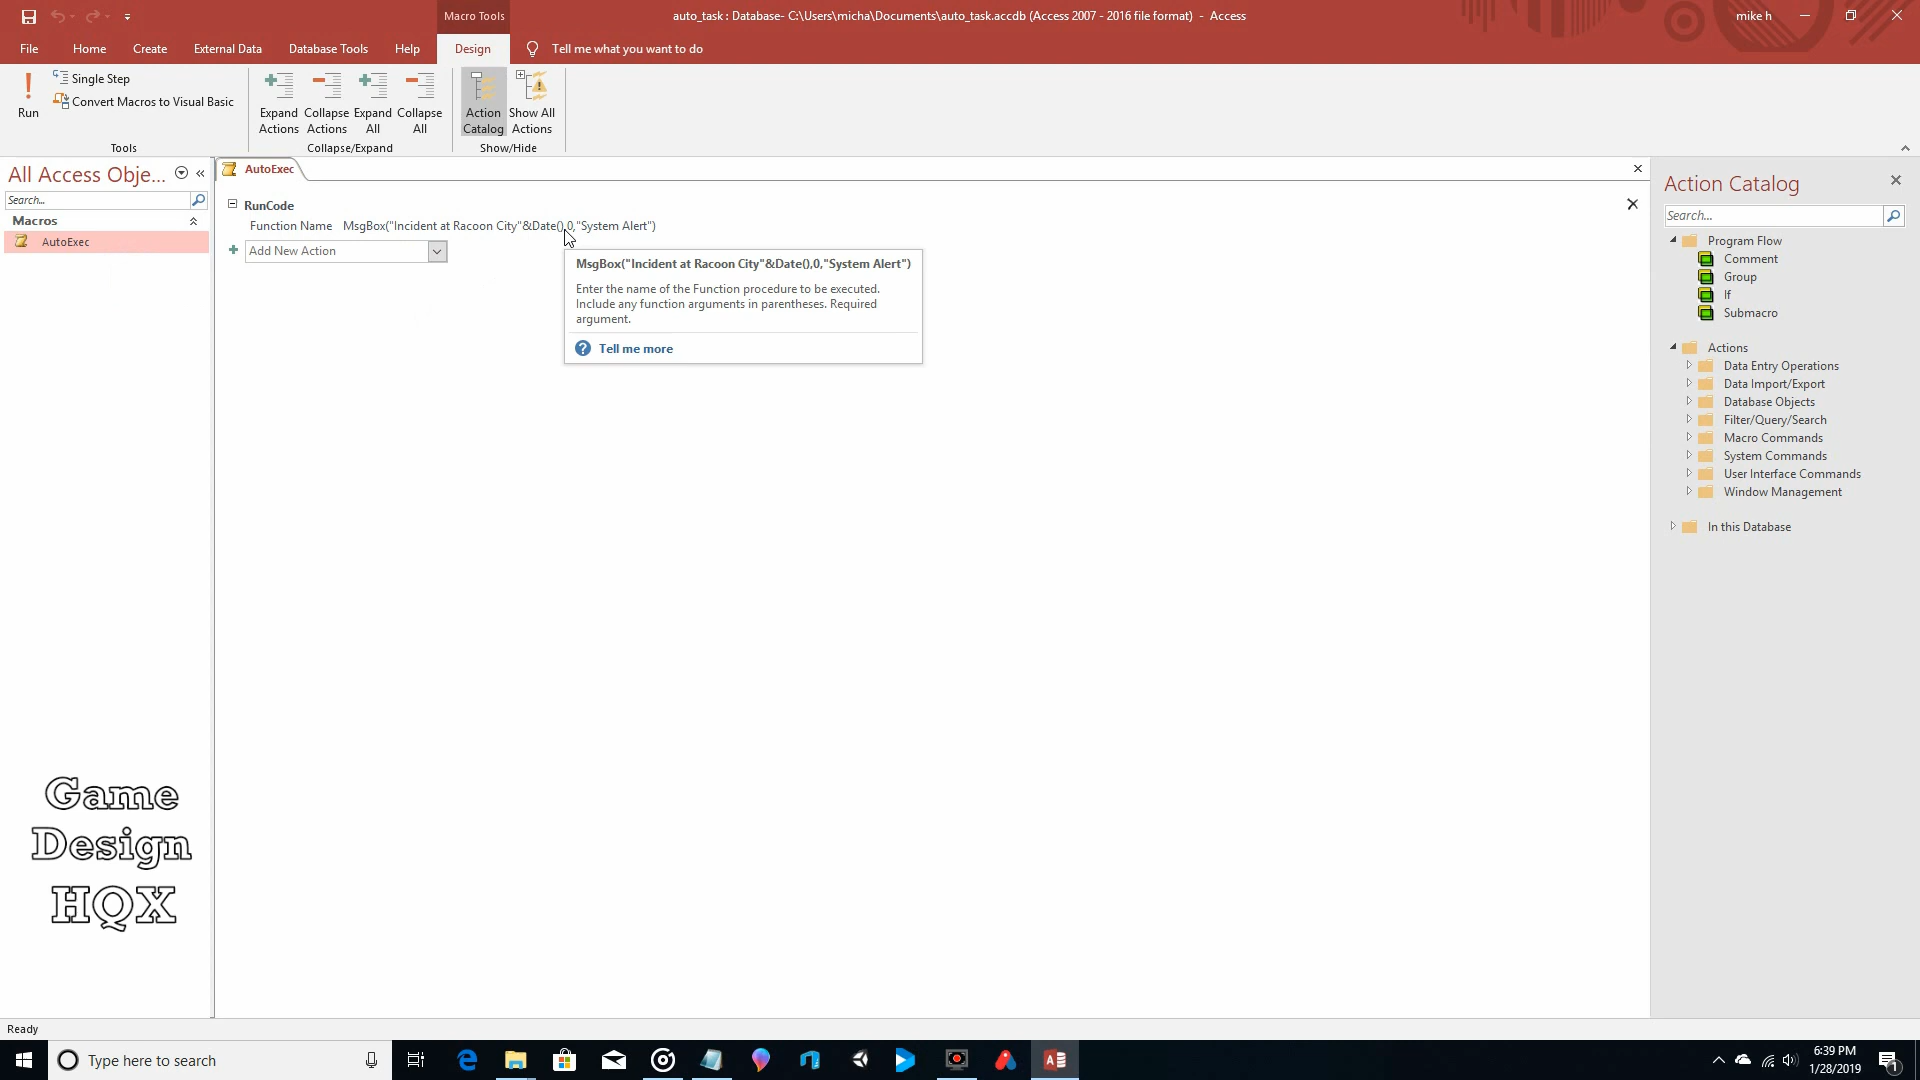 Macro Tools
auto_task : Database- C:\Users\micha\Documents\auto_task.accdb (Access 2007 - 2016 file format) - Access
mike h
File Home Create External Data Database Tools Help Design Tell me what you want to do
Run
Single Step
Convert Macros to Visual Basic
Tools
Expand Actions
Collapse Actions
Expand All
Collapse All
Collapse/Expand
Action Catalog
Show All Actions
Show/Hide
All Access Obje...
Search...
Macros
AutoExec
AutoExec
RunCode
Function Name MsgBox("Incident at Racoon City"&Date(),0,"System Alert")
Add New Action
MsgBox("Incident at Racoon City"&Date(),0,"System Alert")
Enter the name of the Function procedure to be executed.
Include any function arguments in parentheses. Required
argument.
Tell me more
Action Catalog
Search...
Program Flow
Comment
Group
If
Submacro
Actions
Data Entry Operations
Data Import/Export
Database Objects
Filter/Query/Search
Macro Commands
System Commands
User Interface Commands
Window Management
In this Database
Game
Design
HQX
Ready
Type here to search
6:39 PM
1/28/2019
1